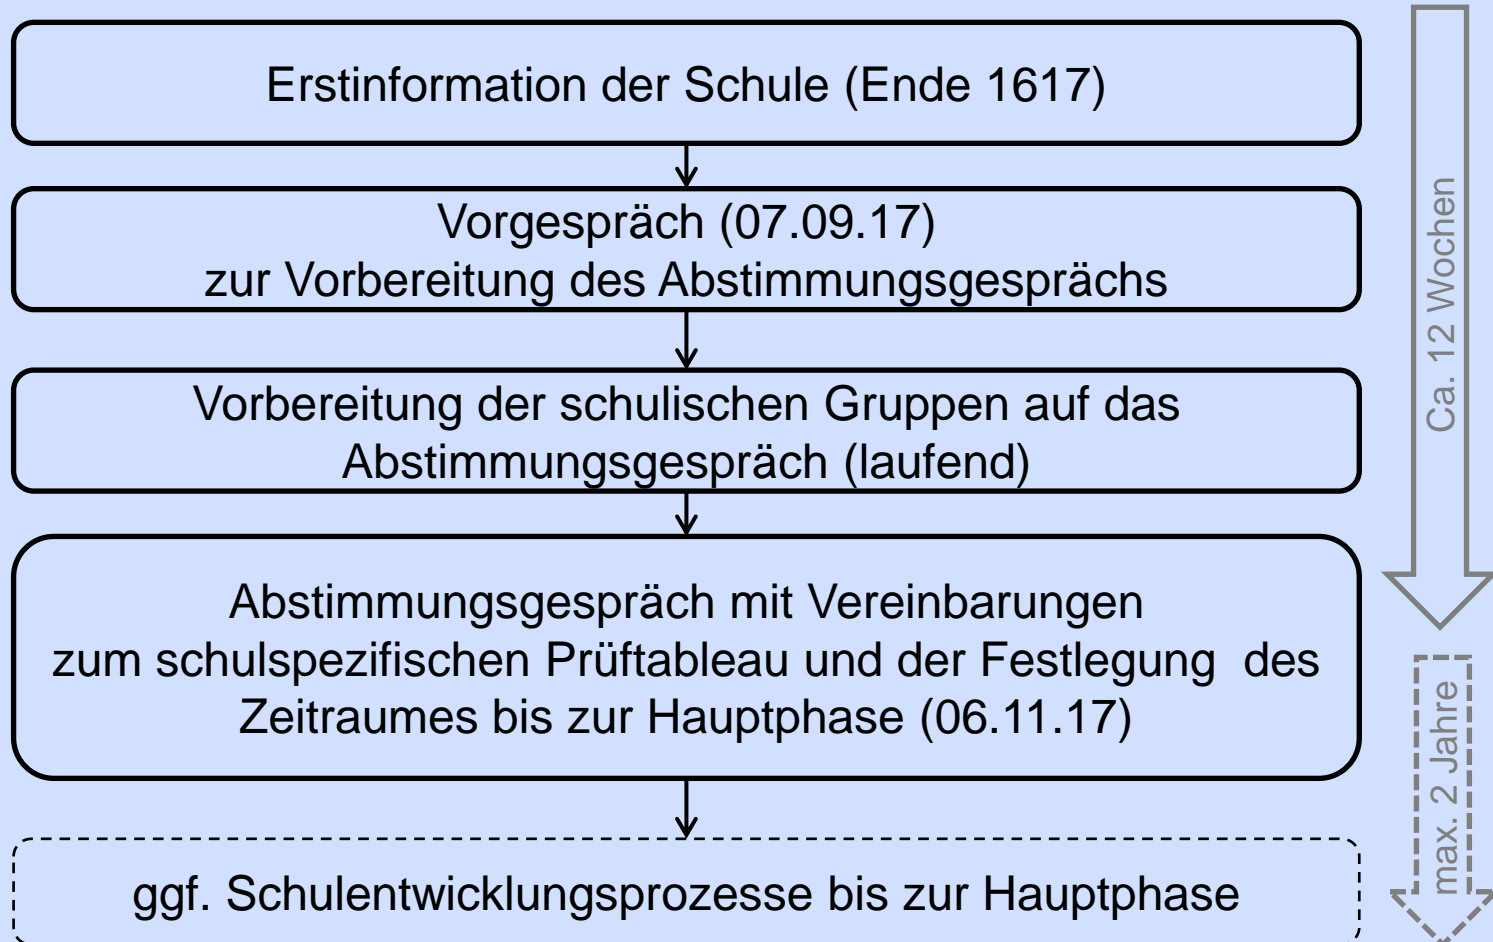 Erstinformation der Schule (Ende 1617)
Vorgespräch (07.09.17)
zur Vorbereitung des Abstimmungsgesprächs
Vorbereitung der schulischen Gruppen auf das
Abstimmungsgespräch (laufend)
Abstimmungsgespräch mit Vereinbarungen
zum schulspezifischen Prüftableau und der Festlegung  des
Zeitraumes bis zur Hauptphase (06.11.17)
ggf. Schulentwicklungsprozesse bis zur Hauptphase
Ca. 12 Wochen
max. 2 Jahre